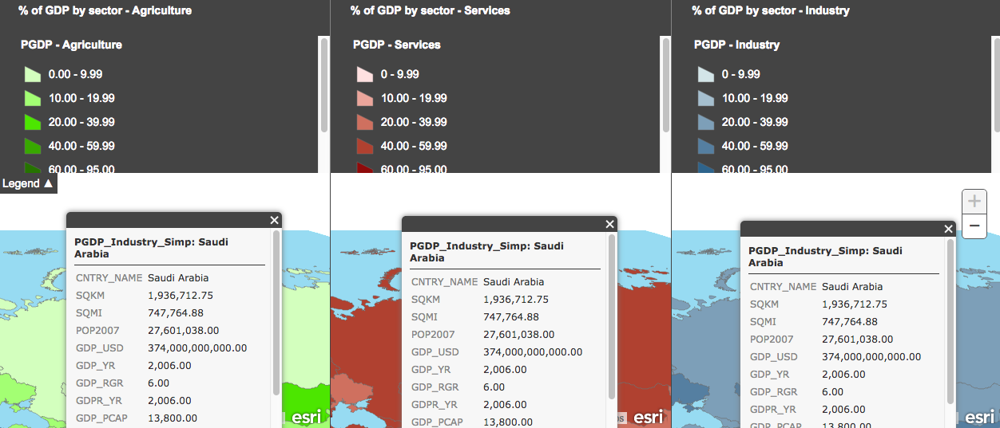 % of GDP by sector - Agriculture
PGDP - Agriculture
0.00 - 9.99
10.00 - 19.99
20.00 - 39.99
40.00 - 59.99
60.00 - 95.00
Legend ▲
PGDP_Industry_Simp: Saudi
Arabia
CNTRY_NAME Saudi Arabia
SQKM 1,936,712.75
SQMI 747,764.88
POP2007 27,601,038.00
GDP_USD 374,000,000,000.00
GDP_YR 2,006.00
GDP_RGR 6.00
GDPR_YR 2,006.00
GDP_PCAP 13,800.00
esri
% of GDP by sector - Services
PGDP - Services
0 - 9.99
10.00 - 19.99
20.00 - 39.99
40.00 - 59.99
60.00 - 95.00
PGDP_Industry_Simp: Saudi
Arabia
CNTRY_NAME Saudi Arabia
SQKM 1,936,712.75
SQMI 747,764.88
POP2007 27,601,038.00
GDP_USD 374,000,000,000.00
GDP_YR 2,006.00
GDP_RGR 6.00
GDPR_YR 2,006.00
GDP_PCAP 13,800.00
esri
% of GDP by sector - Industry
PGDP - Industry
0 - 9.99
10.00 - 19.99
20.00 - 39.99
40.00 - 59.99
60.00 - 95.00
PGDP_Industry_Simp: Saudi
Arabia
CNTRY_NAME Saudi Arabia
SQKM 1,936,712.75
SQMI 747,764.88
POP2007 27,601,038.00
GDP_USD 374,000,000,000.00
GDP_YR 2,006.00
GDP_RGR 6.00
GDPR_YR 2,006.00
GDP_PCAP 13,800.00
esri